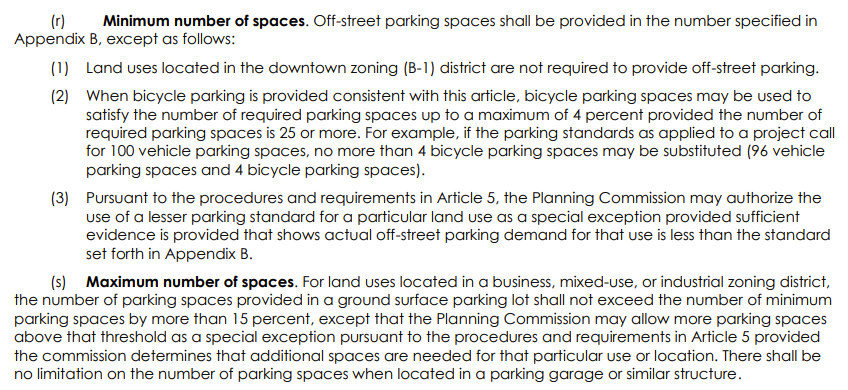 (r) Minimum number of spaces. Off-street parking spaces shall be provided in the number specified in
Appendix B, except as follows:
(1) Land uses located in the downtown zoning (B-1) district are not required to provide off-street parking.
(2) When bicycle parking is provided consistent with this article, bicycle parking spaces may be used to
satisfy the number of required parking spaces up to a maximum of 4 percent provided the number of
required parking spaces is 25 or more. For example, if the parking standards as applied to a project call
for 100 vehicle parking spaces, no more than 4 bicycle parking spaces may be substituted (96 vehicle
parking spaces and 4 bicycle parking spaces).
(3) Pursuant to the procedures and requirements in Article 5, the Planning Commission may authorize the
use of a lesser parking standard for a particular land use as a special exception provided sufficient
evidence is provided that shows actual off-street parking demand for that use is less than the standard
set forth in Appendix B.
(s) Maximum number of spaces. For land uses located in a business, mixed-use, or industrial zoning district,
the number of parking spaces provided in a ground surface parking lot shall not exceed the number of minimum
parking spaces by more than 15 percent, except that the Planning Commission may allow more parking spaces
above that threshold as a special exception pursuant to the procedures and requirements in Article 5 provided
the commission determines that additional spaces are needed for that particular use or location. There shall be
no limitation on the number of parking spaces when located in a parking garage or similar structure.